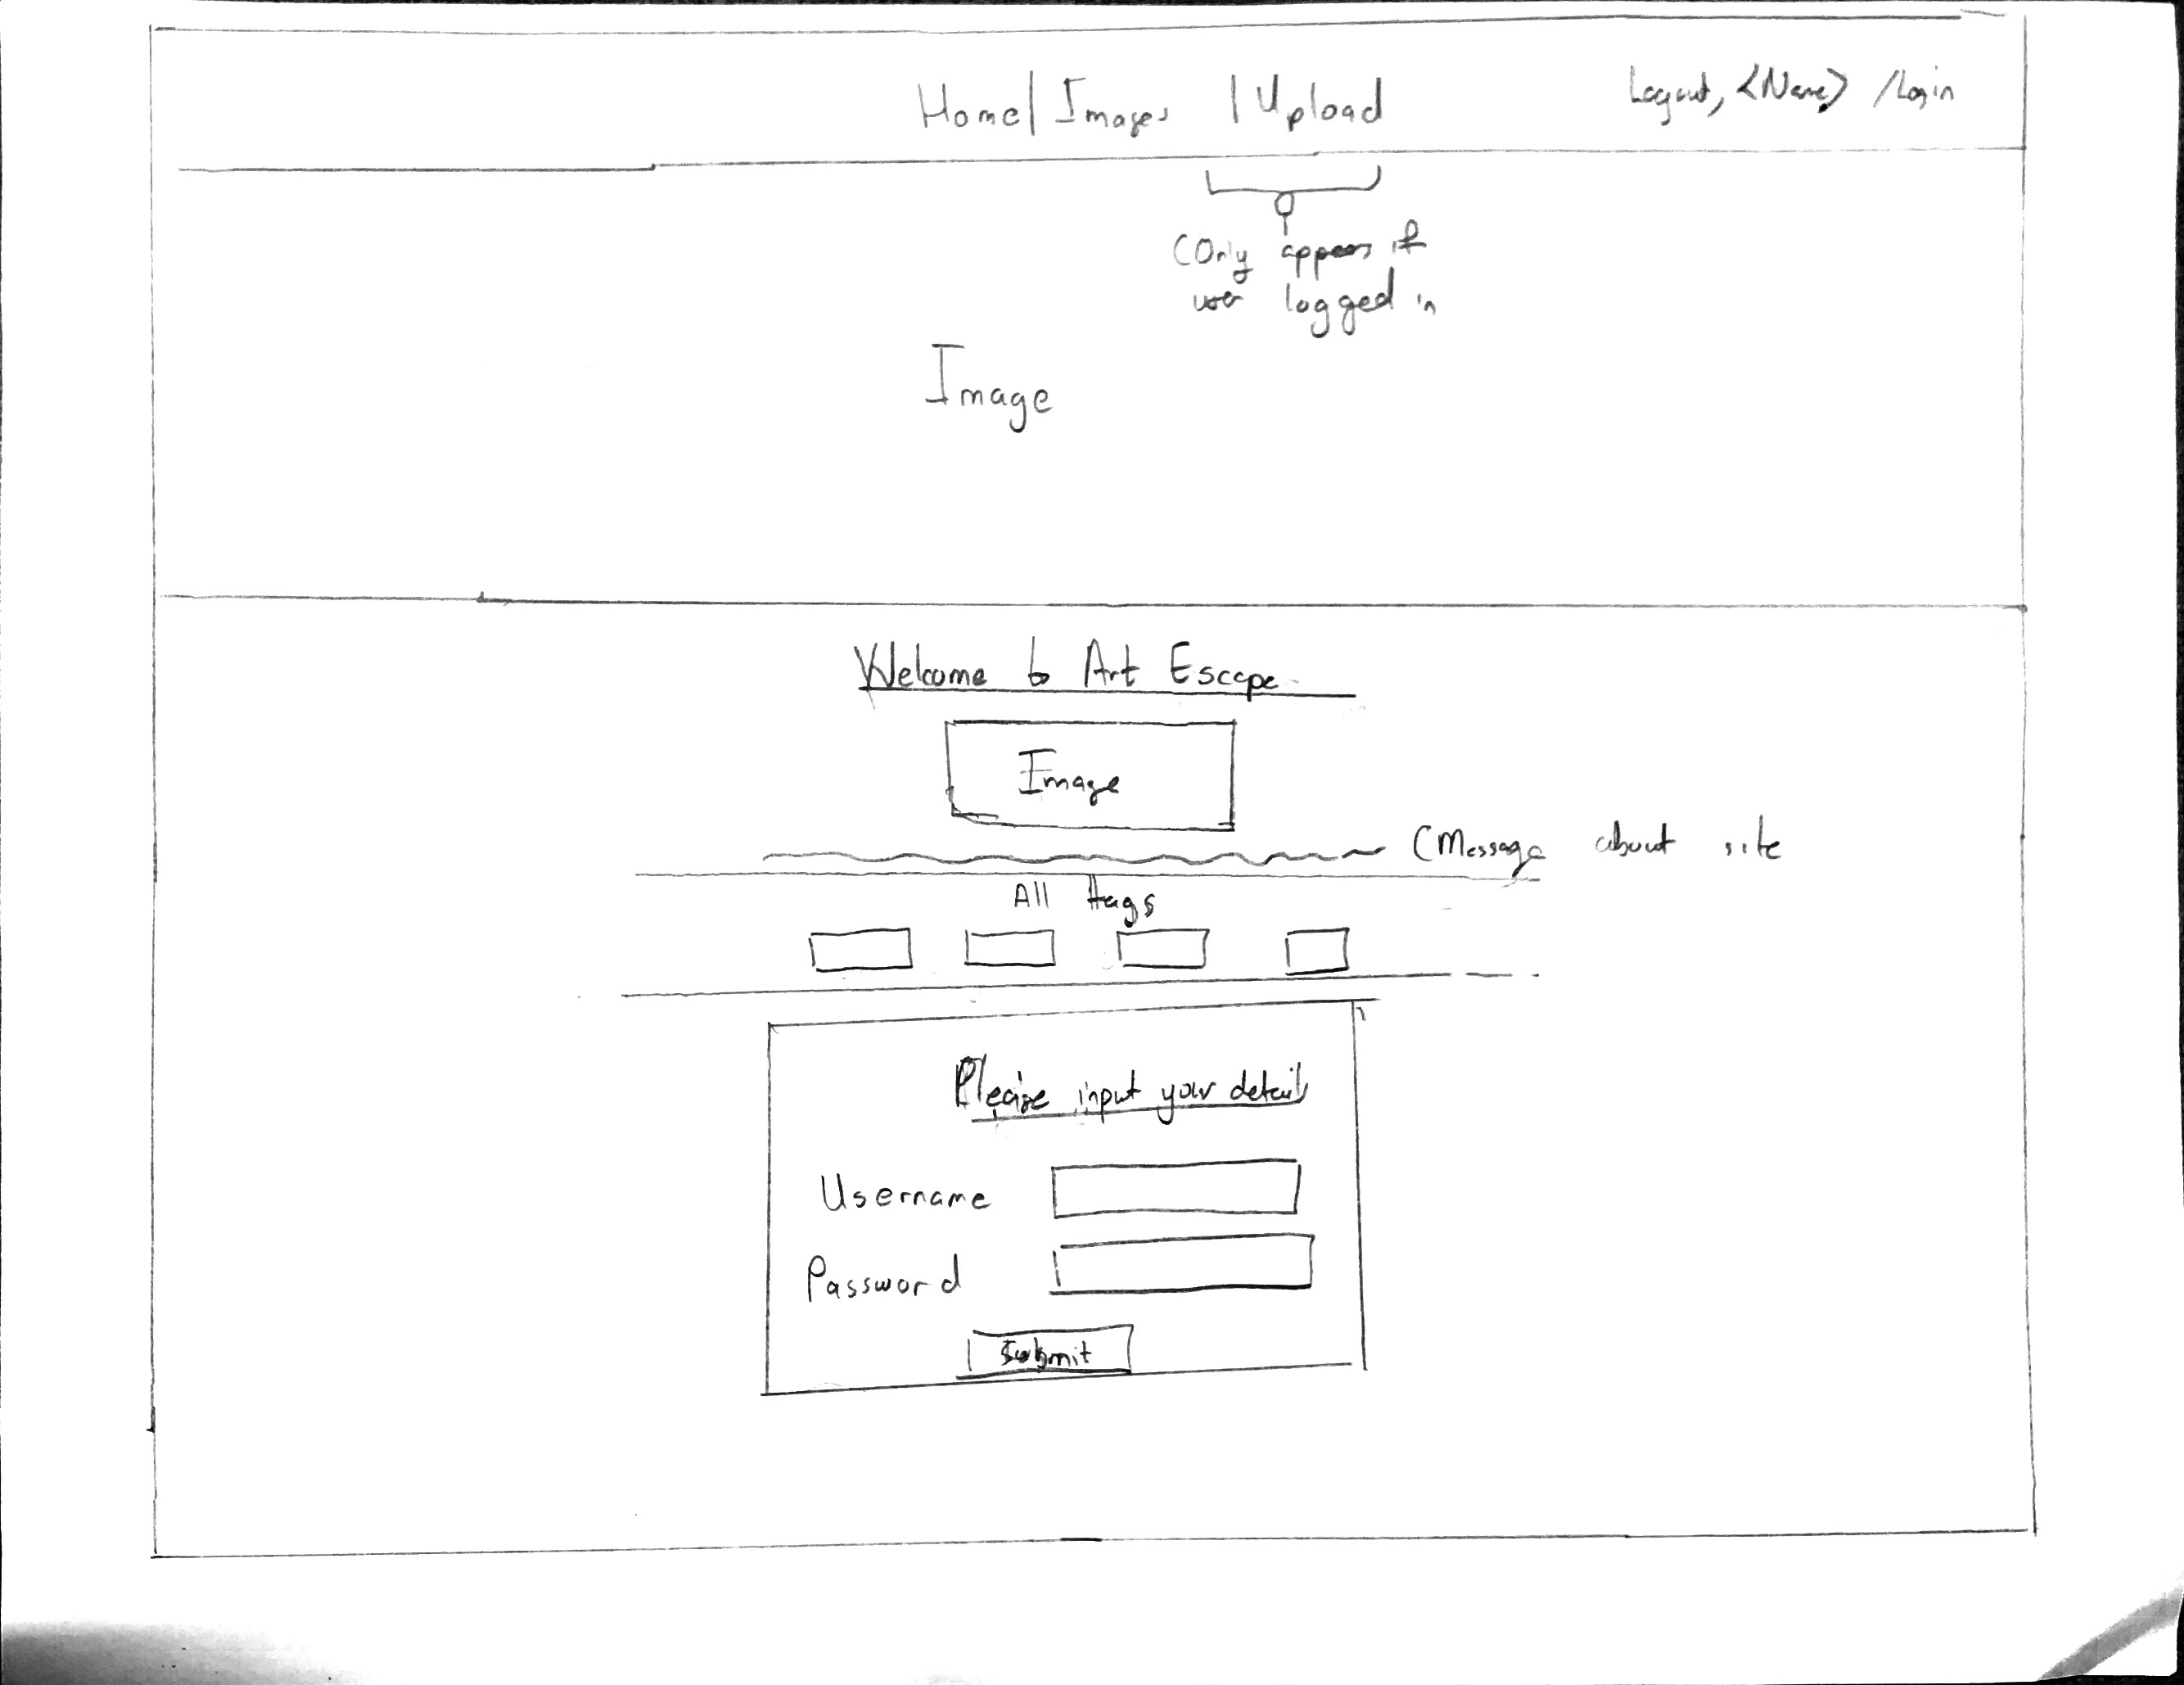 Home | Images | Upload
Logout, <Name> / Login
(Only appears if
user logged in
Image
Welcome to Art Escape
Image
(Message about site
All tags
Please input your details
Username
Password
Submit